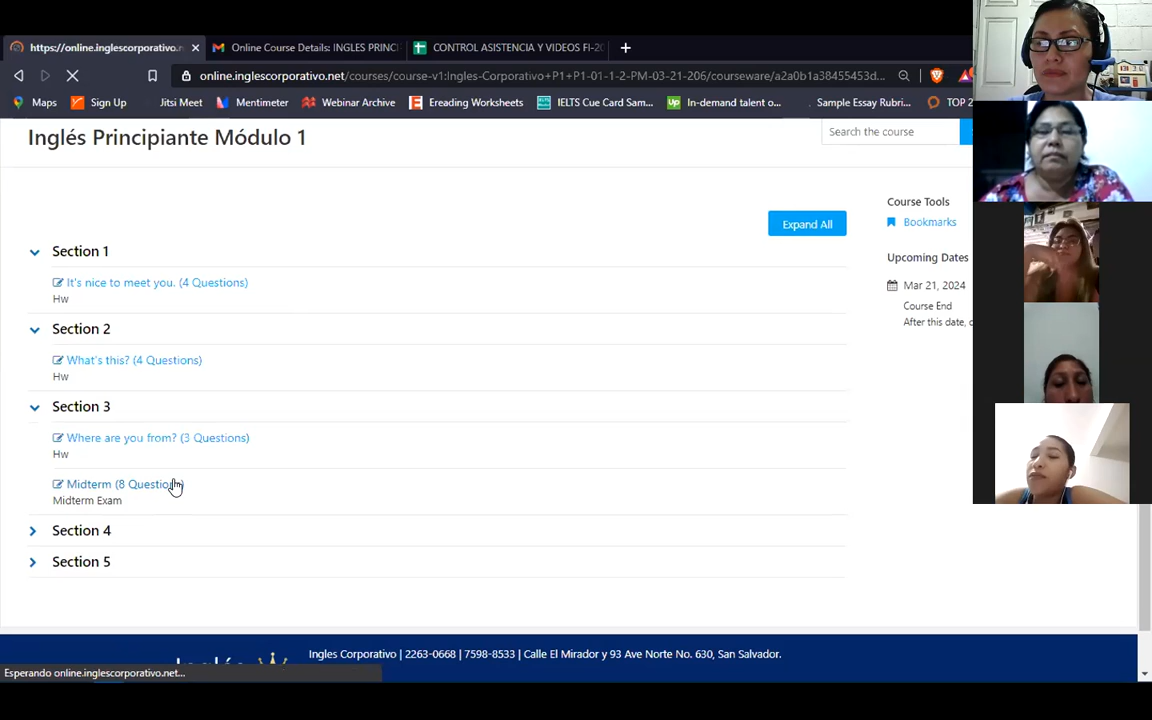 https://online.inglescorporativo.n
Online Course Details: INGLES PRINCI
CONTROL ASISTENCIA Y VIDEOS FI-20
online.inglescorporativo.net/courses/course-v1:Ingles-Corporativo+P1+P1-01-1-2-PM-03-21-206/courseware/a2a0b1a38455453d...
Maps
Sign Up
Jitsi Meet
Mentimeter
Webinar Archive
Ereading Worksheets
IELTS Cue Card Sam...
Up
In-demand talent o...
Sample Essay Rubri...
TOP 2
Inglés Principiante Módulo 1
Search the course
Expand All
Course Tools
Bookmarks
Upcoming Dates
Mar 21, 2024
Course End
After this date, c
Section 1
It's nice to meet you. (4 Questions)
Hw
Section 2
What's this? (4 Questions)
Hw
Section 3
Where are you from? (3 Questions)
Hw
Midterm (8 Questions)
Midterm Exam
Section 4
Section 5
Inglés
Ingles Corporativo | 2263-0668 | 7598-8533 | Calle El Mirador y 93 Ave Norte No. 630, San Salvador.
Esperando online.inglescorporativo.net...